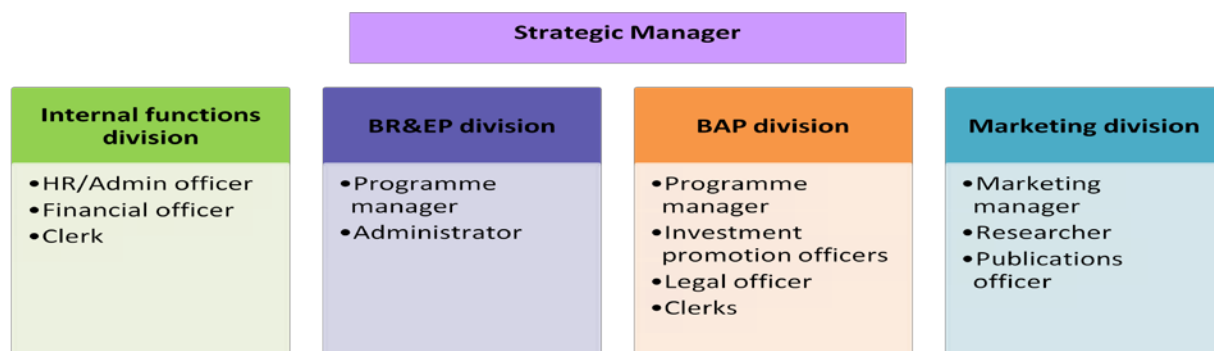 Strategic Manager
Internal functions
division
•HR/Admin officer
•Financial officer
•Clerk
BR&EP division
•Programme
manager
•Administrator
BAP division
•Programme
manager
•Investment
promotion officers
•Legal officer
•Clerks
Marketing division
•Marketing
manager
•Researcher
•Publications
officer